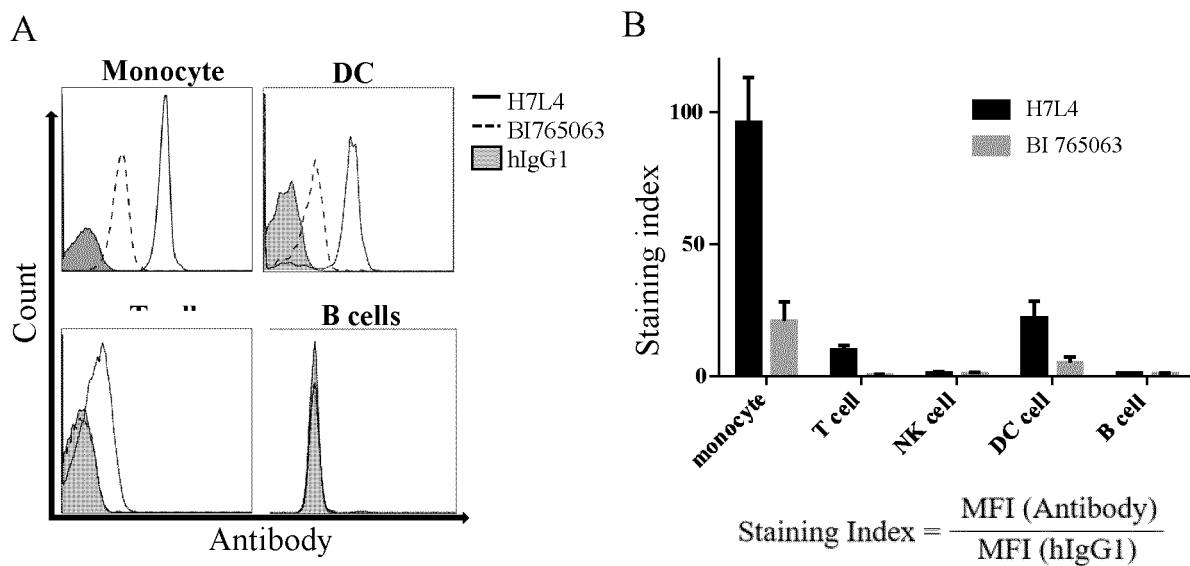 A
Monocyte
DC
H7L4
BI765063
hIgG1
B cells
Count
Antibody
B
Staining index
100
50
0
H7L4
BI 765063
monocyte
T cell
NK cell
DC cell
B cell
Staining Index = MFI (Antibody)
MFI (hIgG1)